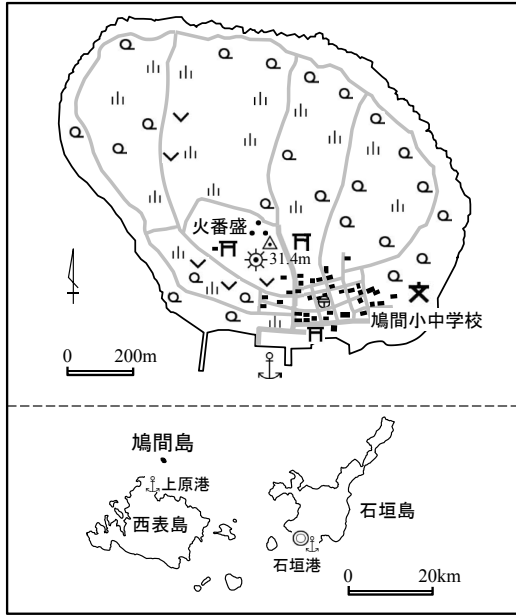 火番盛
31.4m
鳩間小中学校
0 200m
鳩間島
上原港
西表島
石垣島
石垣港
0 20km